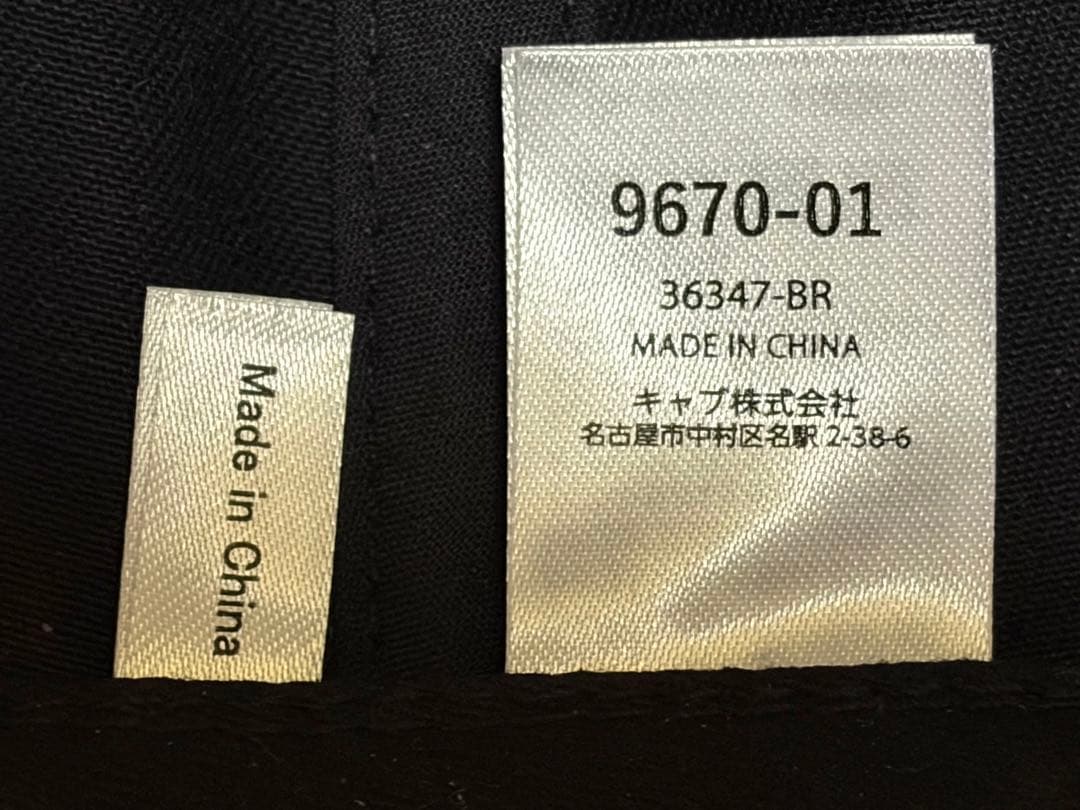 Made in China
9670-01
36347-BR
MADE IN CHINA
キャブ株式会社
名古屋市中村区名駅 2-38-6